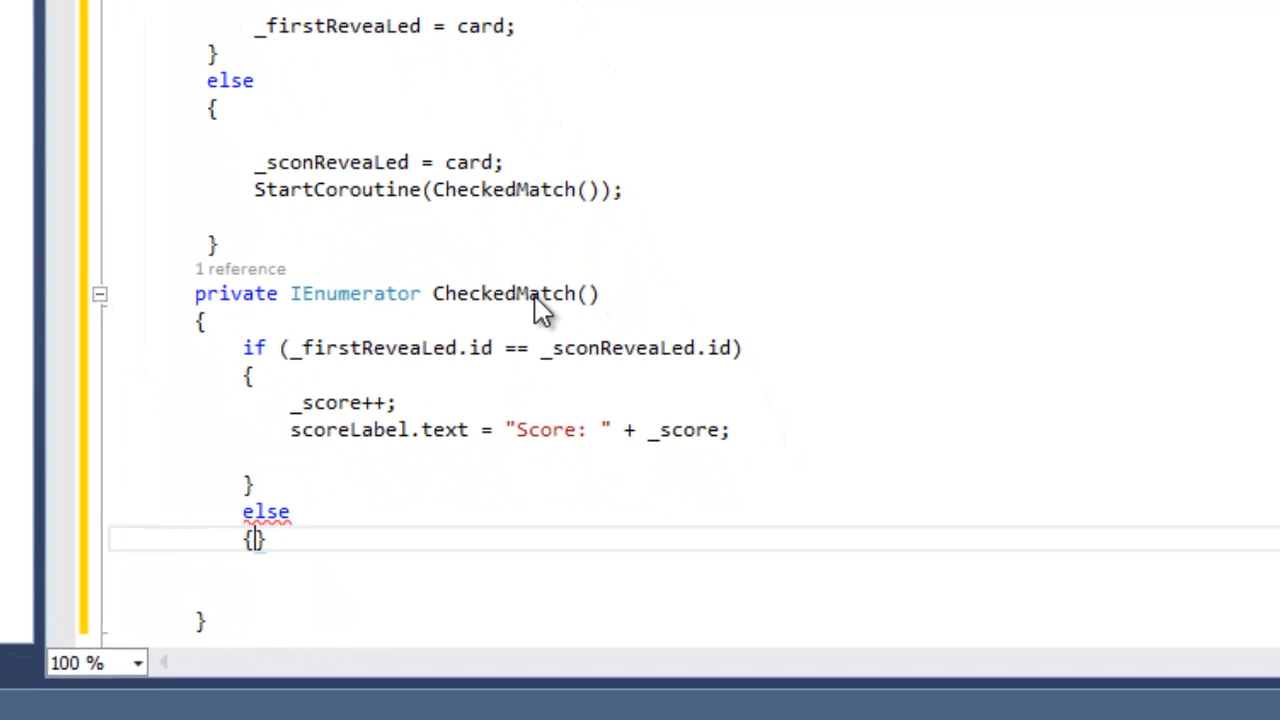 _firstReveaLed = card;
}
else
{
_sconReveaLed = card;
StartCoroutine(CheckedMatch());
}
1 reference
private IEnumerator CheckedMatch()
{
if (_firstReveaLed.id == _sconReveaLed.id)
{
_score++;
scoreLabel.text = "Score: " + _score;
}
else
{}
}
100 %